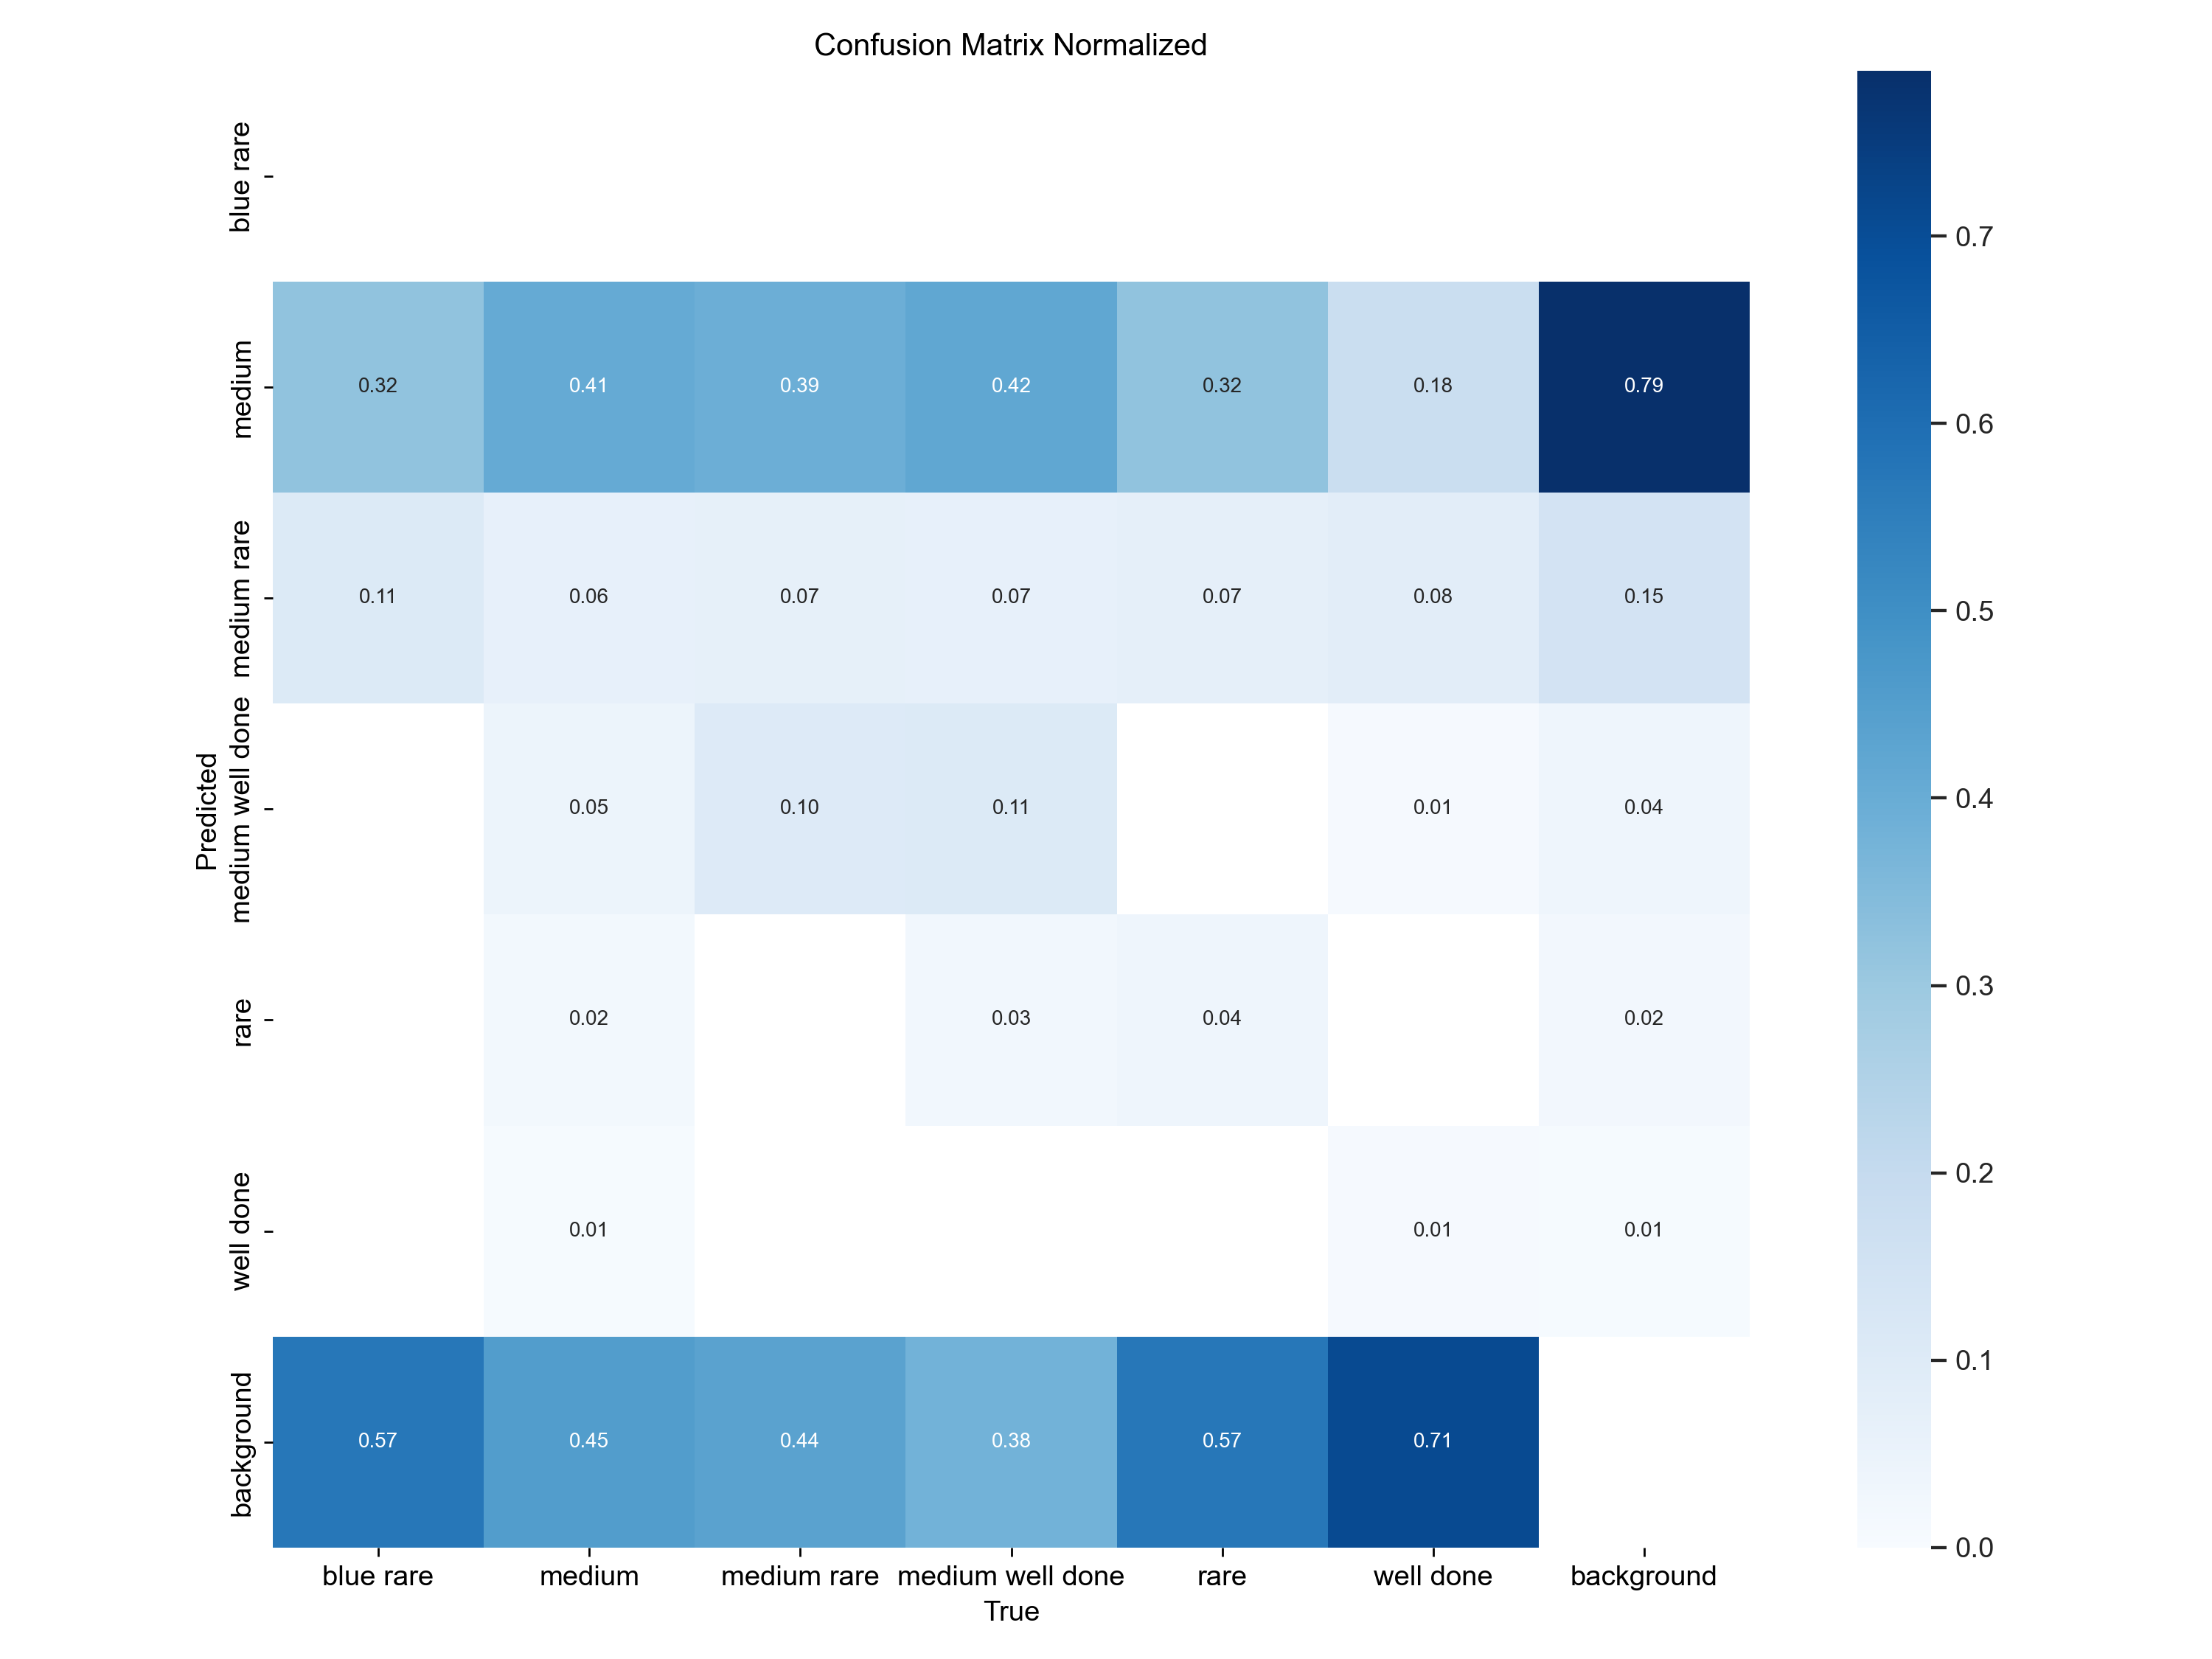 Confusion Matrix Normalized
blue rare
medium
0.32 0.41 0.39 0.42 0.32 0.18 0.79
medium rare
0.11 0.06 0.07 0.07 0.07 0.08 0.15
Predicted
medium well done
0.05 0.10 0.11 0.01 0.04
rare
0.02 0.03 0.04 0.02
well done
0.01 0.01 0.01
background
0.57 0.45 0.44 0.38 0.57 0.71
blue rare medium medium rare medium well done rare well done background
True
0.7
0.6
0.5
0.4
0.3
0.2
0.1
0.0